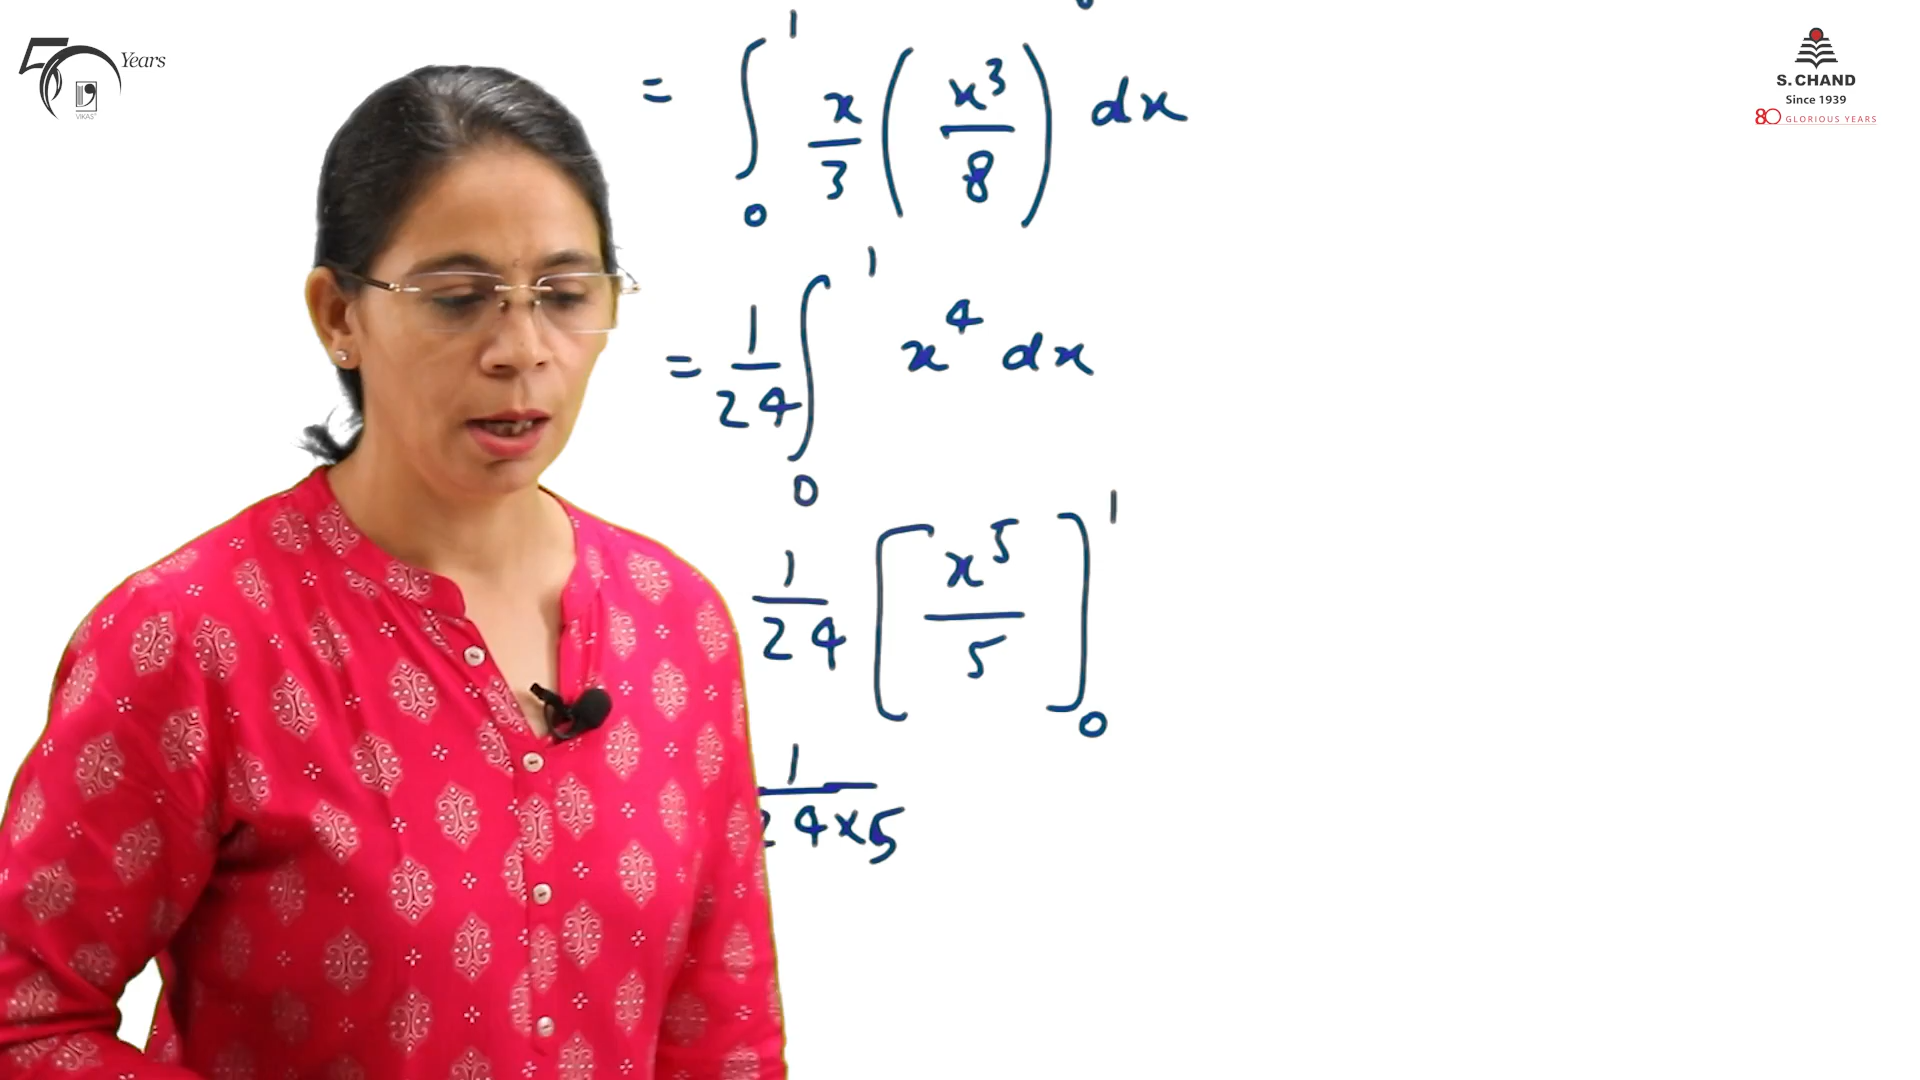 50 Years
VIKAS®
S. CHAND
Since 1939
80 GLORIOUS YEARS
= ∫₀¹ x/3 (x³/8) dx
= 1/24 ∫₀¹ x⁴ dx
1/24 [x⁵/5]₀¹
1/24×5